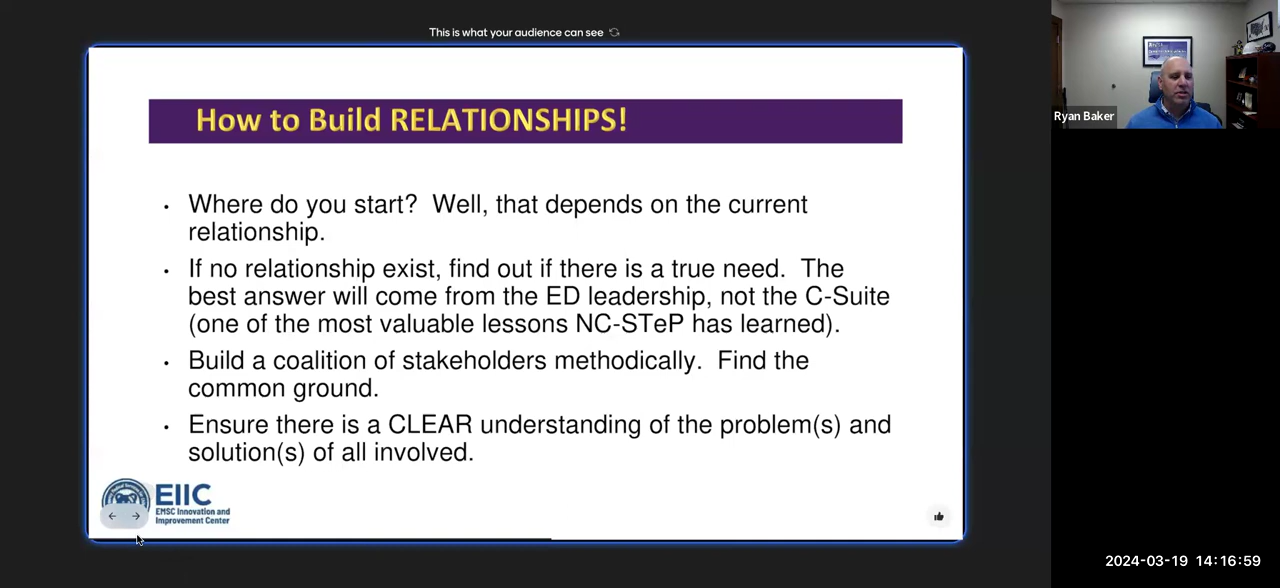 This is what your audience can see
How to Build RELATIONSHIPS!
Ryan Baker
• Where do you start?  Well, that depends on the current
relationship.
• If no relationship exist, find out if there is a true need.  The
best answer will come from the ED leadership, not the C-Suite
(one of the most valuable lessons NC-STeP has learned).
• Build a coalition of stakeholders methodically.  Find the
common ground.
• Ensure there is a CLEAR understanding of the problem(s) and
solution(s) of all involved.
EIIC
EMSC Innovation and
Improvement Center
2024-03-19 14:16:59